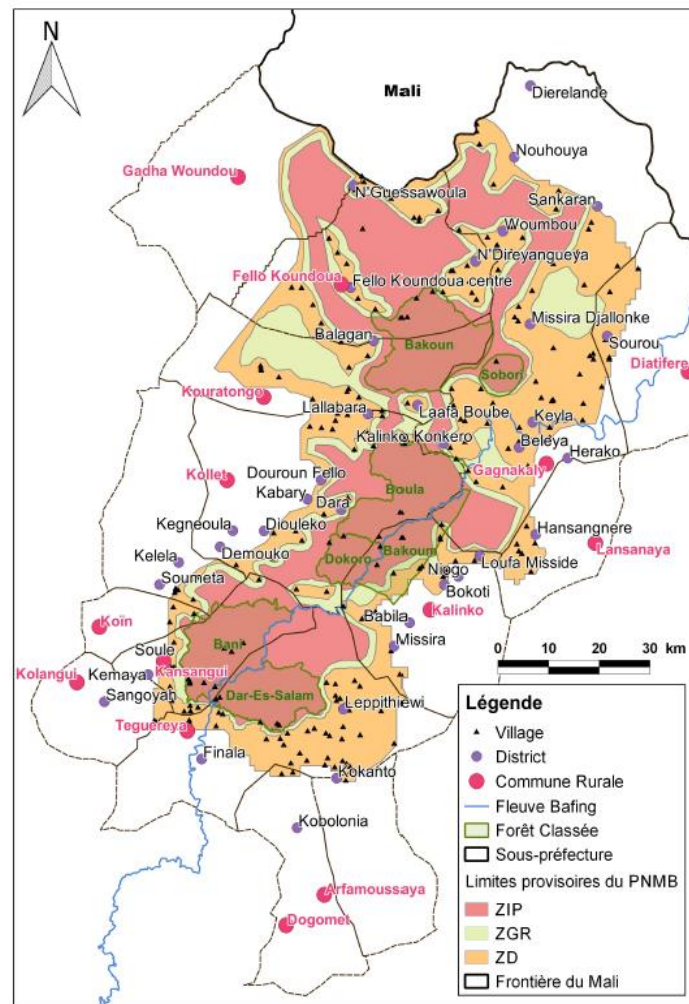 N
Mali
Dierelande
Nouhouya
Gadha Woundou
N'Guessawoula
Sankaran
Woumbou
N'Direyangueya
Fello Koundoua
Fello Koundoua centre
Missira Djallonke
Balagan
Bakoun
Sourou
Sobori
Diatifere
Kouratongo
Lallabara
Laafa Boube
Keyla
Kalinko Konkero
Beleya
Herako
Gagnakaly
Kollet
Douroun Fello
Boula
Kabary
Dara
Kegneoula
Diouleko
Hansangnere
Dokoro
Bakoum
Lansanaya
Kelela
Demouko
Loufa Misside
Niogo
Soumeta
Bokoti
Kalinko
Koïn
Babila
Soule
Bani
Missira
0 10 20 30
km
Kolangui
Kemaya
Kansangui
Sangoyah
Dar-Es-Salam
Leppithiewi
Teguereya
Finala
Kokanto
Kobolonia
Arfamoussaya
Dogomet
Légende
Village
District
Commune Rurale
Fleuve Bafing
Forêt Classée
Sous-préfecture
Limites provisoires du PNMB
ZIP
ZGR
ZD
Frontière du Mali